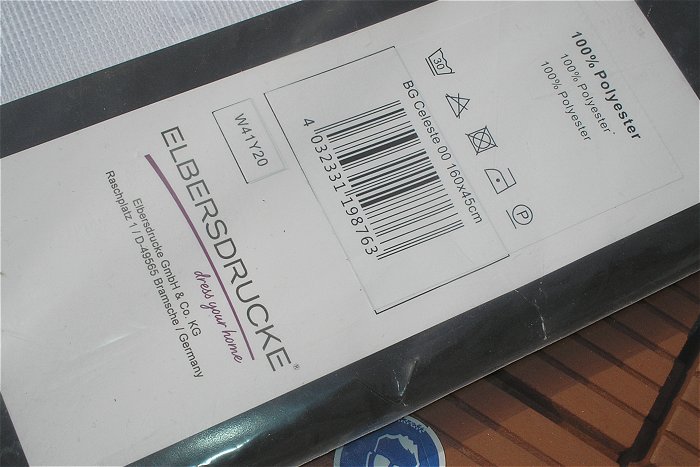 100% Polyester
100% Polyester
100% Polyester
30
P
BG Celeste 00 160x45cm
4 032331 198763
W41Y20
ELBERSDRUCKE®
dress your home
Elbersdrucke GmbH & Co. KG
Raschplatz 1 / D-49565 Bramsche / Germany